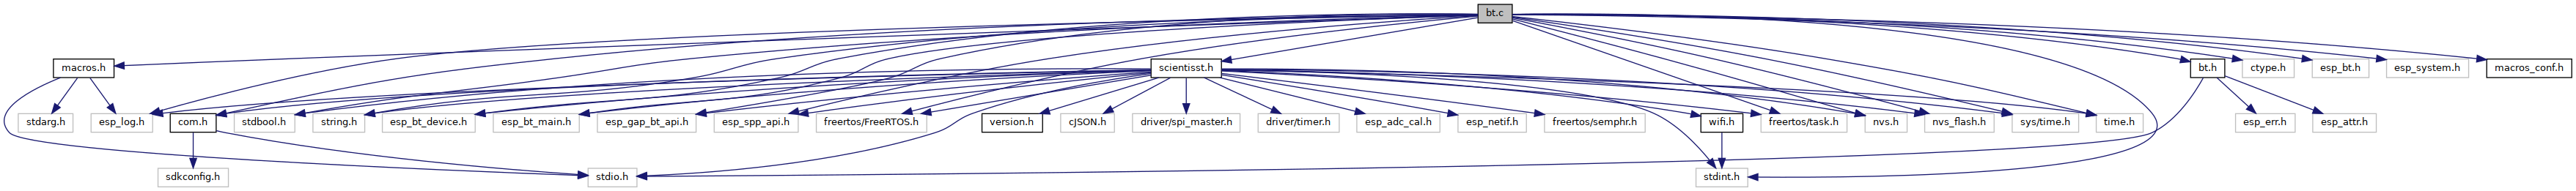 bt.c
macros.h
scientisst.h
bt.h
ctype.h
esp_bt.h
esp_system.h
macros_conf.h
stdarg.h
esp_log.h
com.h
stdbool.h
string.h
esp_bt_device.h
esp_bt_main.h
esp_gap_bt_api.h
esp_spp_api.h
freertos/FreeRTOS.h
version.h
cJSON.h
driver/spi_master.h
driver/timer.h
esp_adc_cal.h
esp_netif.h
freertos/semphr.h
wifi.h
freertos/task.h
nvs.h
nvs_flash.h
sys/time.h
time.h
esp_err.h
esp_attr.h
sdkconfig.h
stdio.h
stdint.h